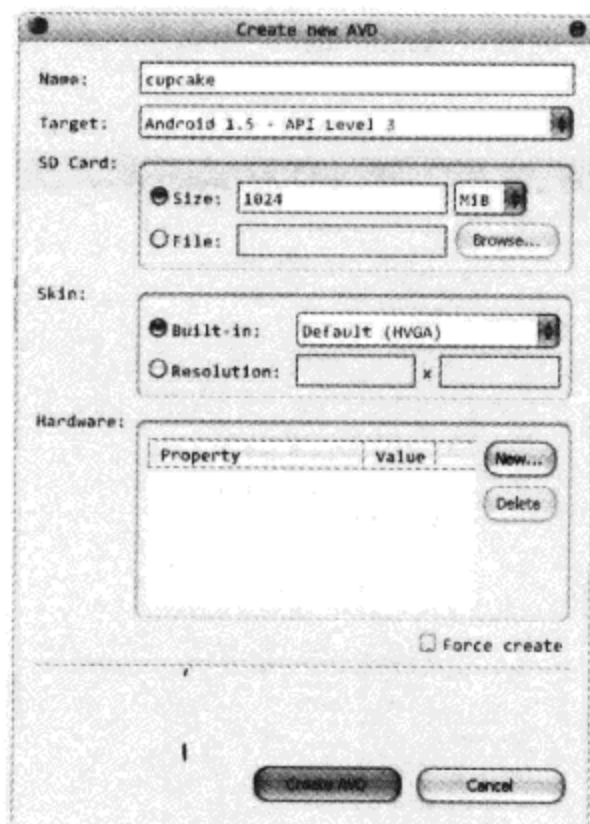 Create new AVD
Name: cupcake
Target: Android 1.5 - API Level 3
SD Card:
Size: 1024 MiB
File: Browse...
Skin:
Built-in: Default (HVGA)
Resolution: x
Hardware:
Property Value New...
Delete
Force create
Create AVD Cancel